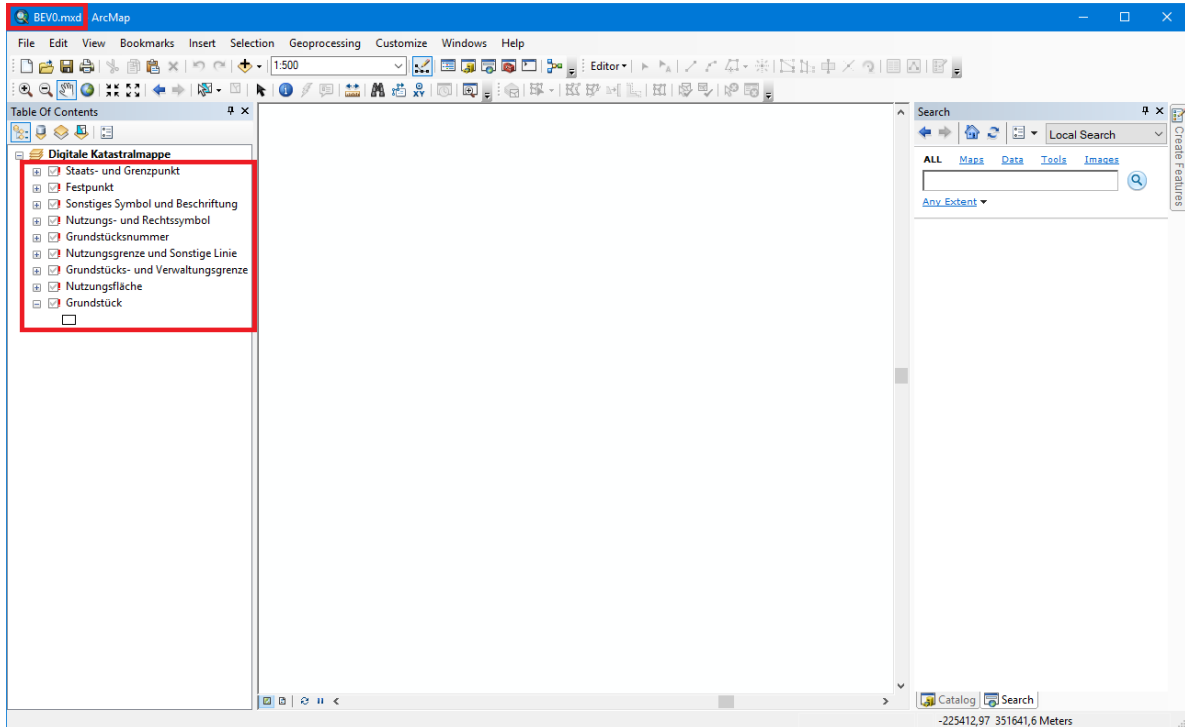 BEV0.mxd ArcMap
File Edit View Bookmarks Insert Selection Geoprocessing Customize Windows Help
1:500 Editor
XY
Table Of Contents
Digitale Katastralmappe
Staats- und Grenzpunkt
Festpunkt
Sonstiges Symbol und Beschriftung
Nutzungs- und Rechtssymbol
Grundstücksnummer
Nutzungsgrenze und Sonstige Linie
Grundstücks- und Verwaltungsgrenze
Nutzungsfläche
Grundstück
Search
Local Search
ALL Maps Data Tools Images
Any Extent
Create Features
Catalog Search
-225412,97 351641,6 Meters